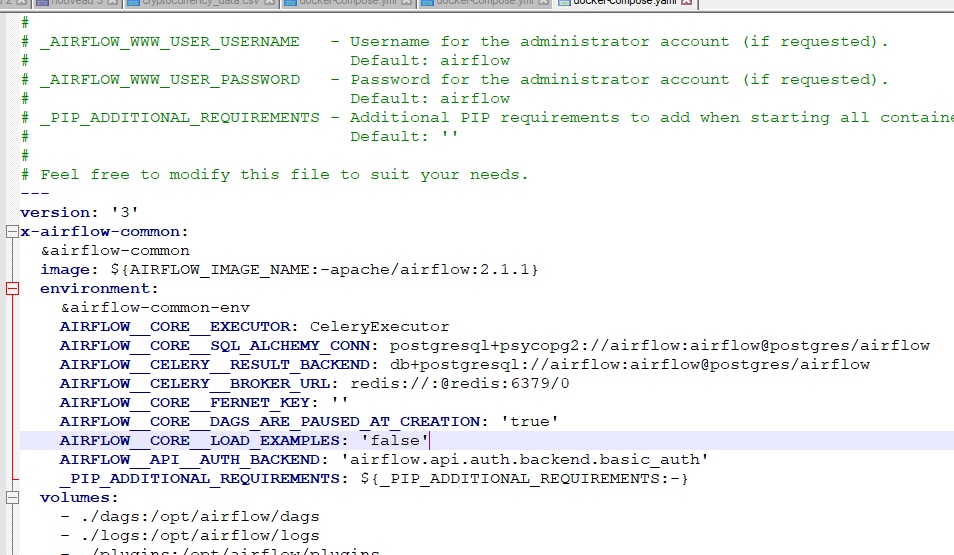 nouveau 3 cryptocurrency_data.csv docker-compose.yml docker-compose.yml docker-compose.yaml
#
# _AIRFLOW_WWW_USER_USERNAME   - Username for the administrator account (if requested).
#                                Default: airflow
# _AIRFLOW_WWW_USER_PASSWORD   - Password for the administrator account (if requested).
#                                Default: airflow
# _PIP_ADDITIONAL_REQUIREMENTS - Additional PIP requirements to add when starting all
#                                Default: ''
#
# Feel free to modify this file to suit your needs.
---
version: '3'
x-airflow-common:
  &airflow-common
  image: ${AIRFLOW_IMAGE_NAME:-apache/airflow:2.1.1}
  environment:
    &airflow-common-env
    AIRFLOW__CORE__EXECUTOR: CeleryExecutor
    AIRFLOW__CORE__SQL_ALCHEMY_CONN: postgresql+psycopg2://airflow:airflow@postgres/airflow
    AIRFLOW__CELERY__RESULT_BACKEND: db+postgresql://airflow:airflow@postgres/airflow
    AIRFLOW__CELERY__BROKER_URL: redis://:@redis:6379/0
    AIRFLOW__CORE__FERNET_KEY: ''
    AIRFLOW__CORE__DAGS_ARE_PAUSED_AT_CREATION: 'true'
    AIRFLOW__CORE__LOAD_EXAMPLES: 'false'
    AIRFLOW__API__AUTH_BACKEND: 'airflow.api.auth.backend.basic_auth'
    _PIP_ADDITIONAL_REQUIREMENTS: ${_PIP_ADDITIONAL_REQUIREMENTS:-}
  volumes:
    - ./dags:/opt/airflow/dags
    - ./logs:/opt/airflow/logs
    - ./plugins:/opt/airflow/plugins